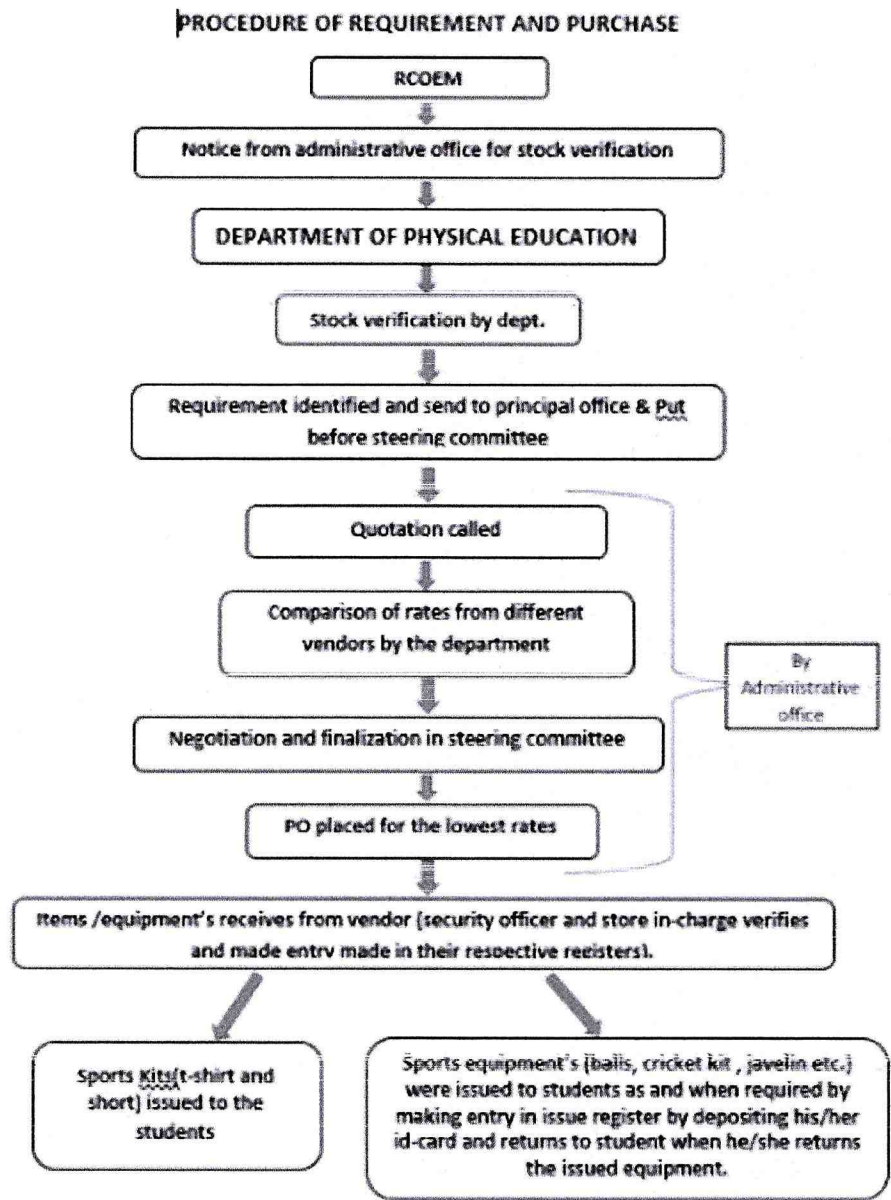 PROCEDURE OF REQUIREMENT AND PURCHASE
RCOEM
Notice from administrative office for stock verification
DEPARTMENT OF PHYSICAL EDUCATION
Stock verification by dept.
Requirement identified and send to principal office & Put
before steering committee
Quotation called
Comparison of rates from different
vendors by the department
By
Administrative
office
Negotiation and finalization in steering committee
PO placed for the lowest rates
Items /equipment's receives from vendor (security officer and store in-charge verifies
and made entry made in their respective registers).
Sports Kits(t-shirt and
short) issued to the
students
Sports equipment's (balls, cricket kit , javelin etc.)
were issued to students as and when required by
making entry in issue register by depositing his/her
id-card and returns to student when he/she returns
the issued equipment.